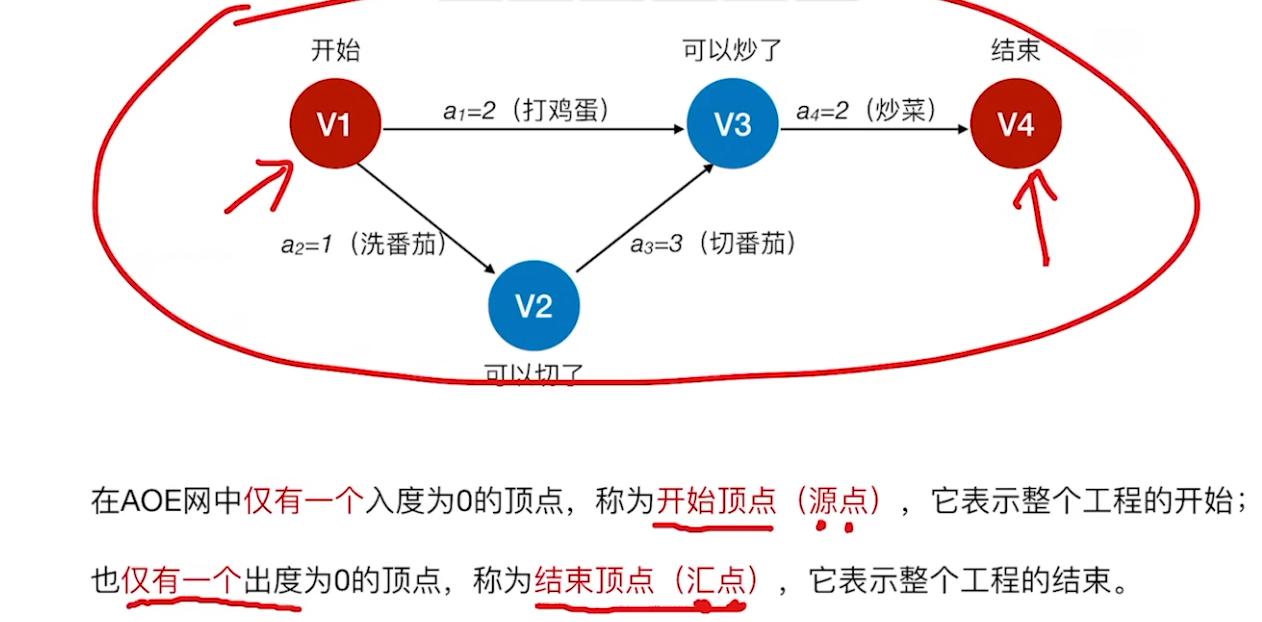 开始
可以炒了
结束
V1
a₁=2（打鸡蛋）
V3
a₄=2（炒菜）
V4
a₂=1（洗番茄）
a₃=3（切番茄）
V2
可以切了
在AOE网中仅有一个入度为0的顶点，称为开始顶点（源点），它表示整个工程的开始；
也仅有一个出度为0的顶点，称为结束顶点（汇点），它表示整个工程的结束。